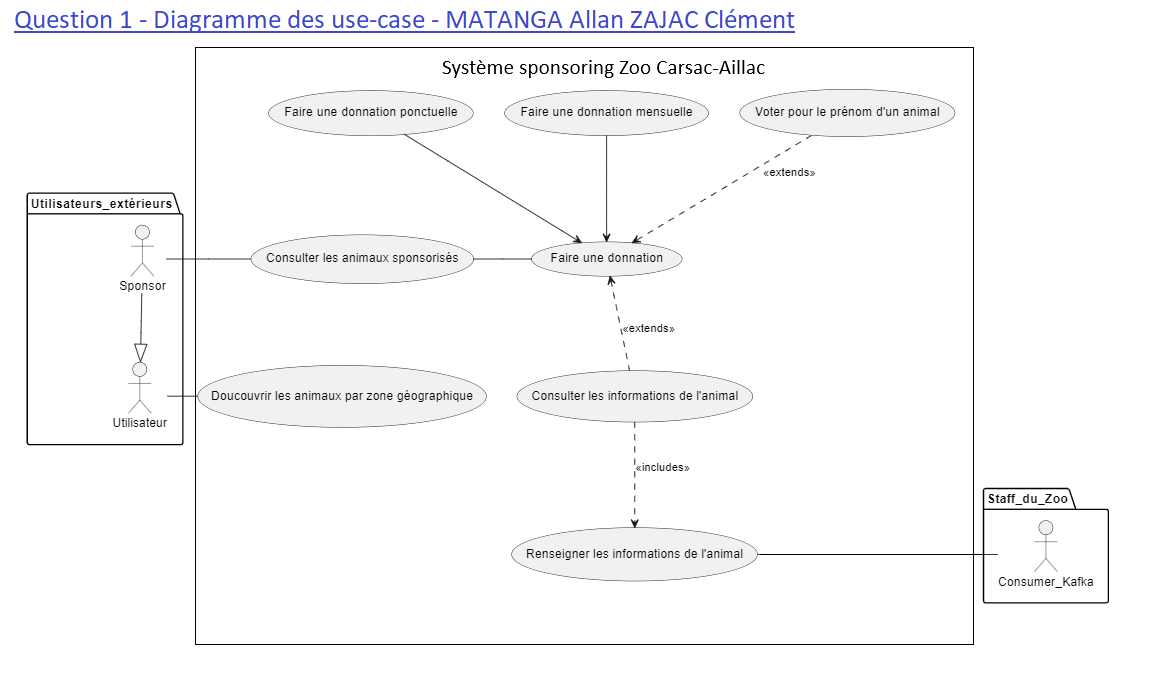 Question 1 - Diagramme des use-case - MATANGA Allan ZAJAC Clément
Système sponsoring Zoo Carsac-Aillac
Faire une donnation ponctuelle
Faire une donnation mensuelle
Voter pour le prénom d'un animal
«extends»
Utilisateurs_extérieurs
Sponsor
Consulter les animaux sponsorisés
Faire une donnation
«extends»
Utilisateur
Doucouvrir les animaux par zone géographique
Consulter les informations de l'animal
«includes»
Staff_du_Zoo
Renseigner les informations de l'animal
Consumer_Kafka